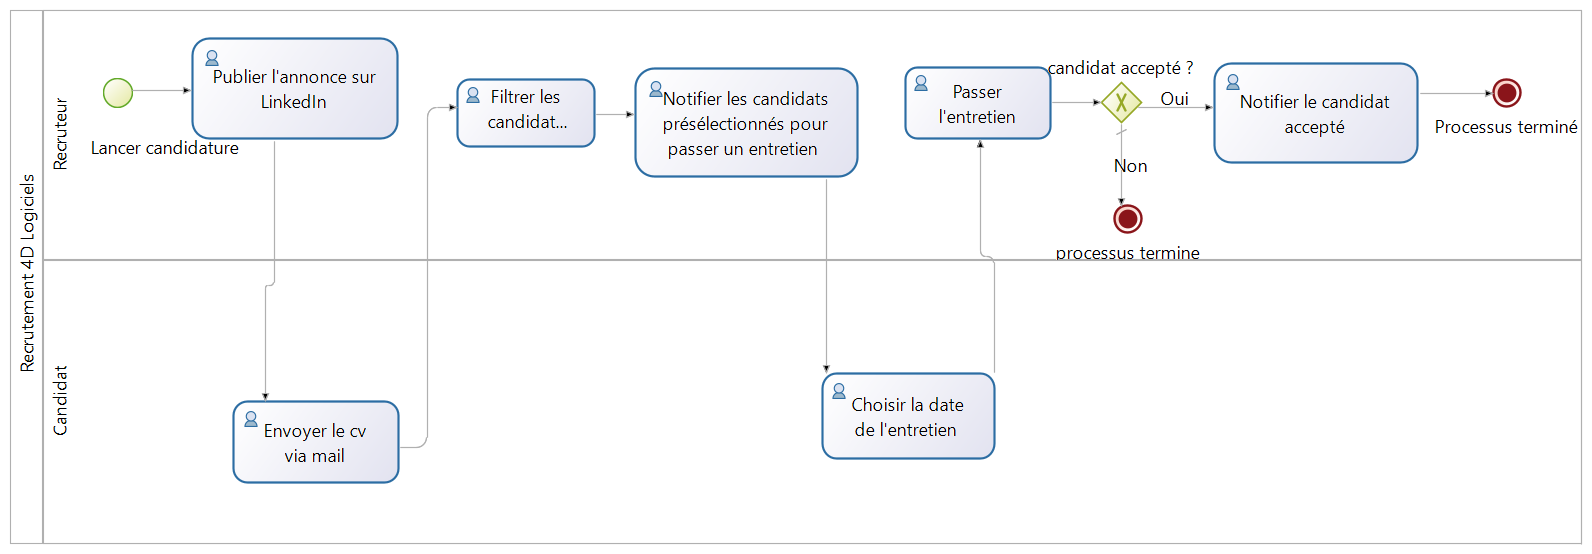 Recrutement 4D Logiciels
Recruteur
Lancer candidature
Publier l'annonce sur
LinkedIn
Filtrer les
candidat...
Notifier les candidats
présélectionnés pour
passer un entretien
Passer
l'entretien
candidat accepté ?
Oui
Non
processus termine
Notifier le candidat
accepté
Processus terminé
Candidat
Envoyer le cv
via mail
Choisir la date
de l'entretien